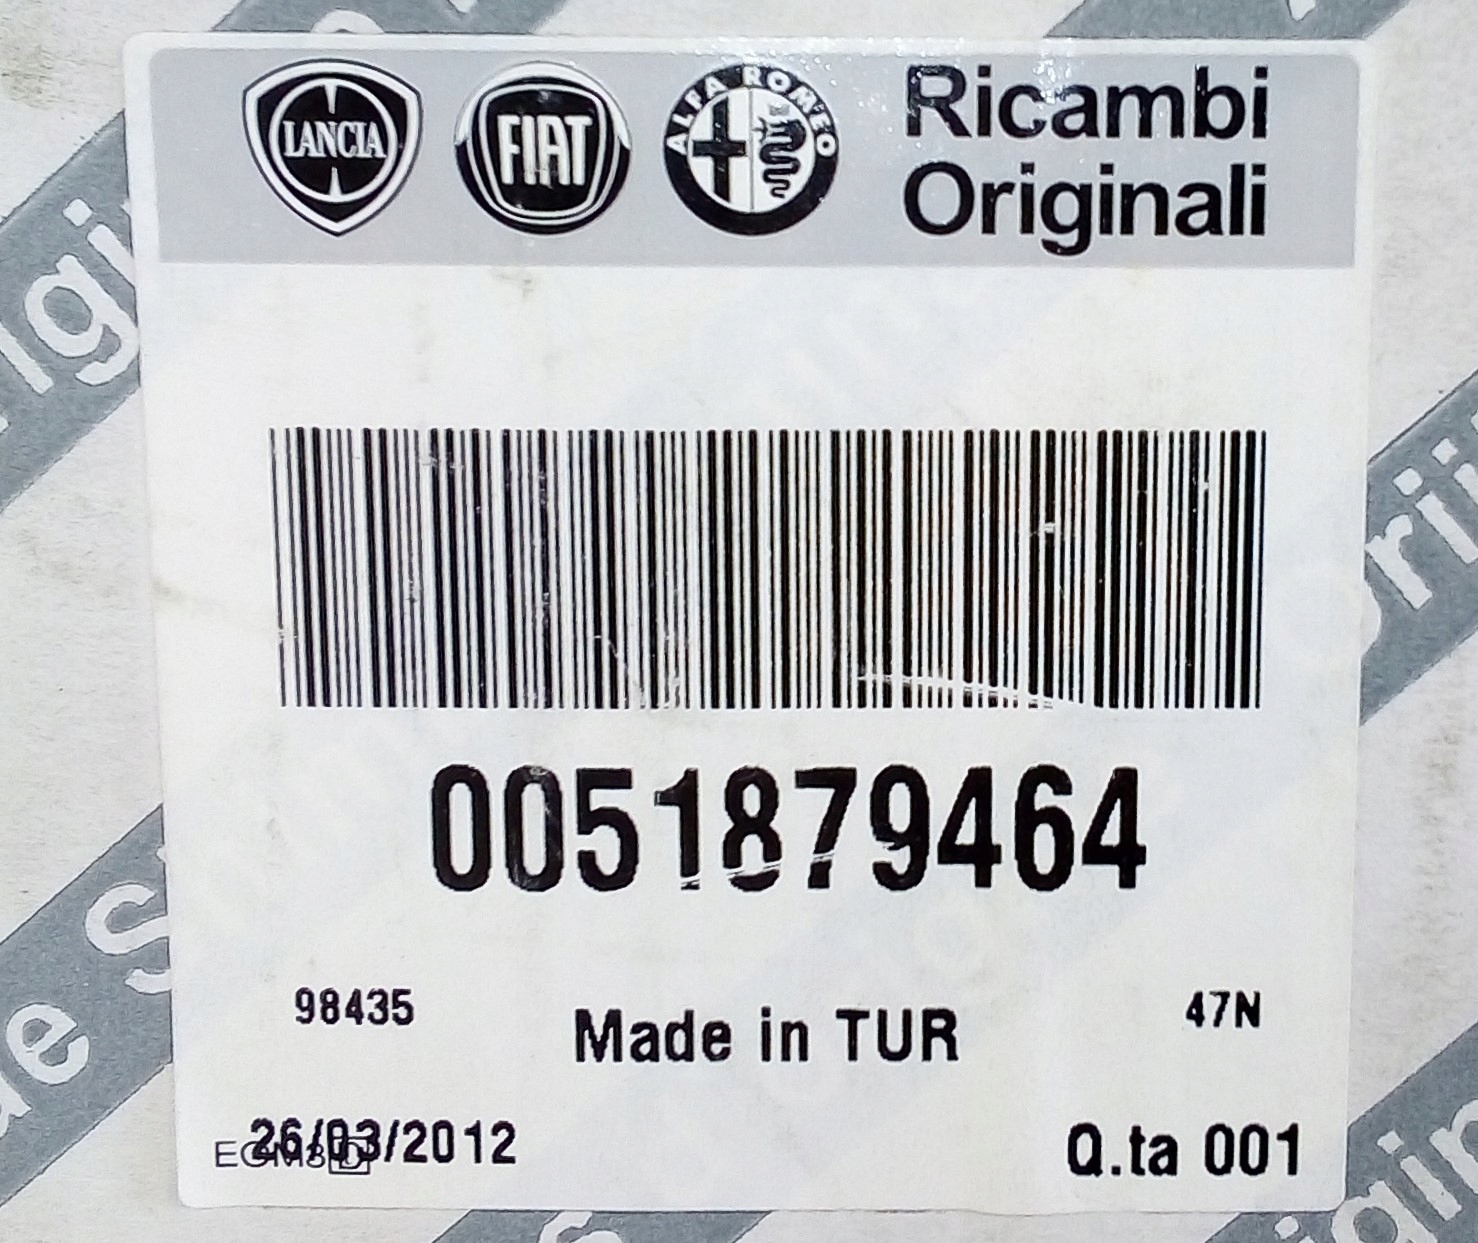 LANCIA
FIAT
ALFA ROMEO
Ricambi
Originali
0051879464
98435
Made in TUR
47N
26/03/2012
Q.ta 001